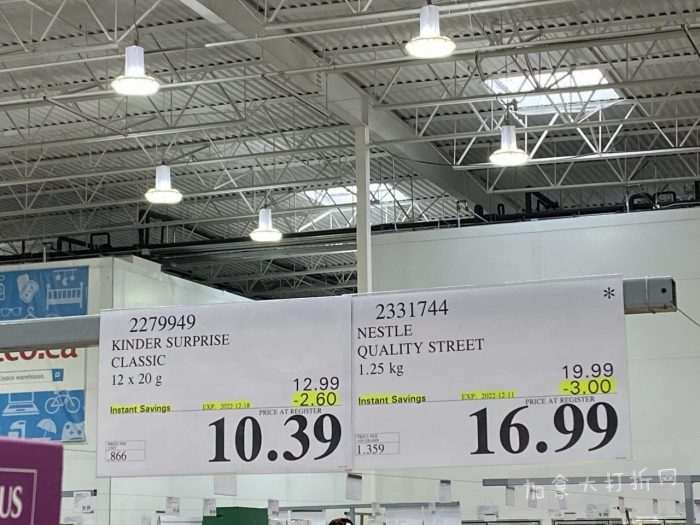 co.ca
2279949
KINDER SURPRISE
CLASSIC
12 x 20 g
12.99
Instant Savings EXP. 2022-12-18 -2.60
PRICE AT REGISTER
.866
10.39
2331744 *
NESTLE
QUALITY STREET
1.25 kg
19.99
Instant Savings EXP. 2022-12-11 -3.00
PRICE AT REGISTER
1.359
16.99
US
加拿大打折网